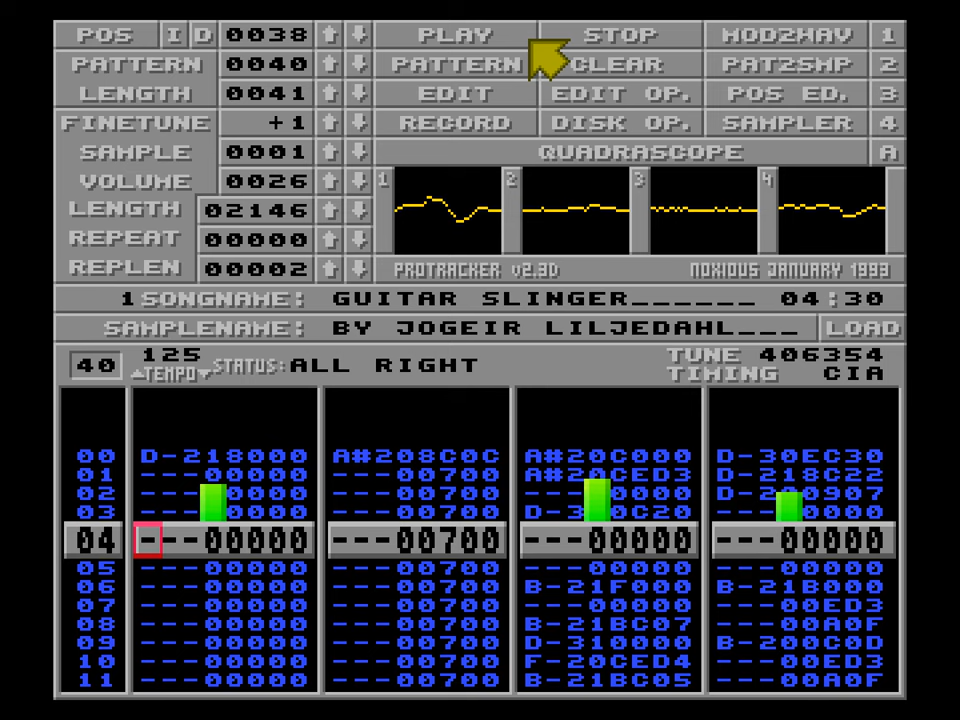 POS I D 0038 PLAY STOP MOD2WAV 1
PATTERN 0040 PATTERN CLEAR PAT2SMP 2
LENGTH 0041 EDIT EDIT OP. POS ED. 3
FINETUNE +1 RECORD DISK OP. SAMPLER 4
SAMPLE 0001 QUADRASCOPE A
VOLUME 0026 1 2 3 4
LENGTH 02146
REPEAT 00000
REPLEN 00002 PROTRACKER V2.3D NOXIOUS JANUARY 1993
1 SONGNAME: GUITAR SLINGER______ 04:30
SAMPLENAME: BY JOGEIR LILJEDAHL___ LOAD
40 125 TEMPO STATUS: ALL RIGHT TUNE 406354
TIMING CIA
00 D-218000 A#208C0C A#20C000 D-30EC30
01 ---00000 ---00700 A#20CED3 D-218C22
02 ---00000 ---00700 ---00000 D-2 0907
03 ---00000 ---00700 D-3 0C20 ---00000
04 ---00000 ---00700 ---00000 ---00000
05 ---00000 ---00700 ---00000 ---00000
06 ---00000 ---00700 B-21F000 B-21B000
07 ---00000 ---00700 ---00000 ---00ED3
08 ---00000 ---00700 B-21BC07 ---00A0F
09 ---00000 ---00700 D-310000 B-200C0D
10 ---00000 ---00700 F-20CED4 ---00ED3
11 ---00000 ---00700 B-21BC05 ---00A0F